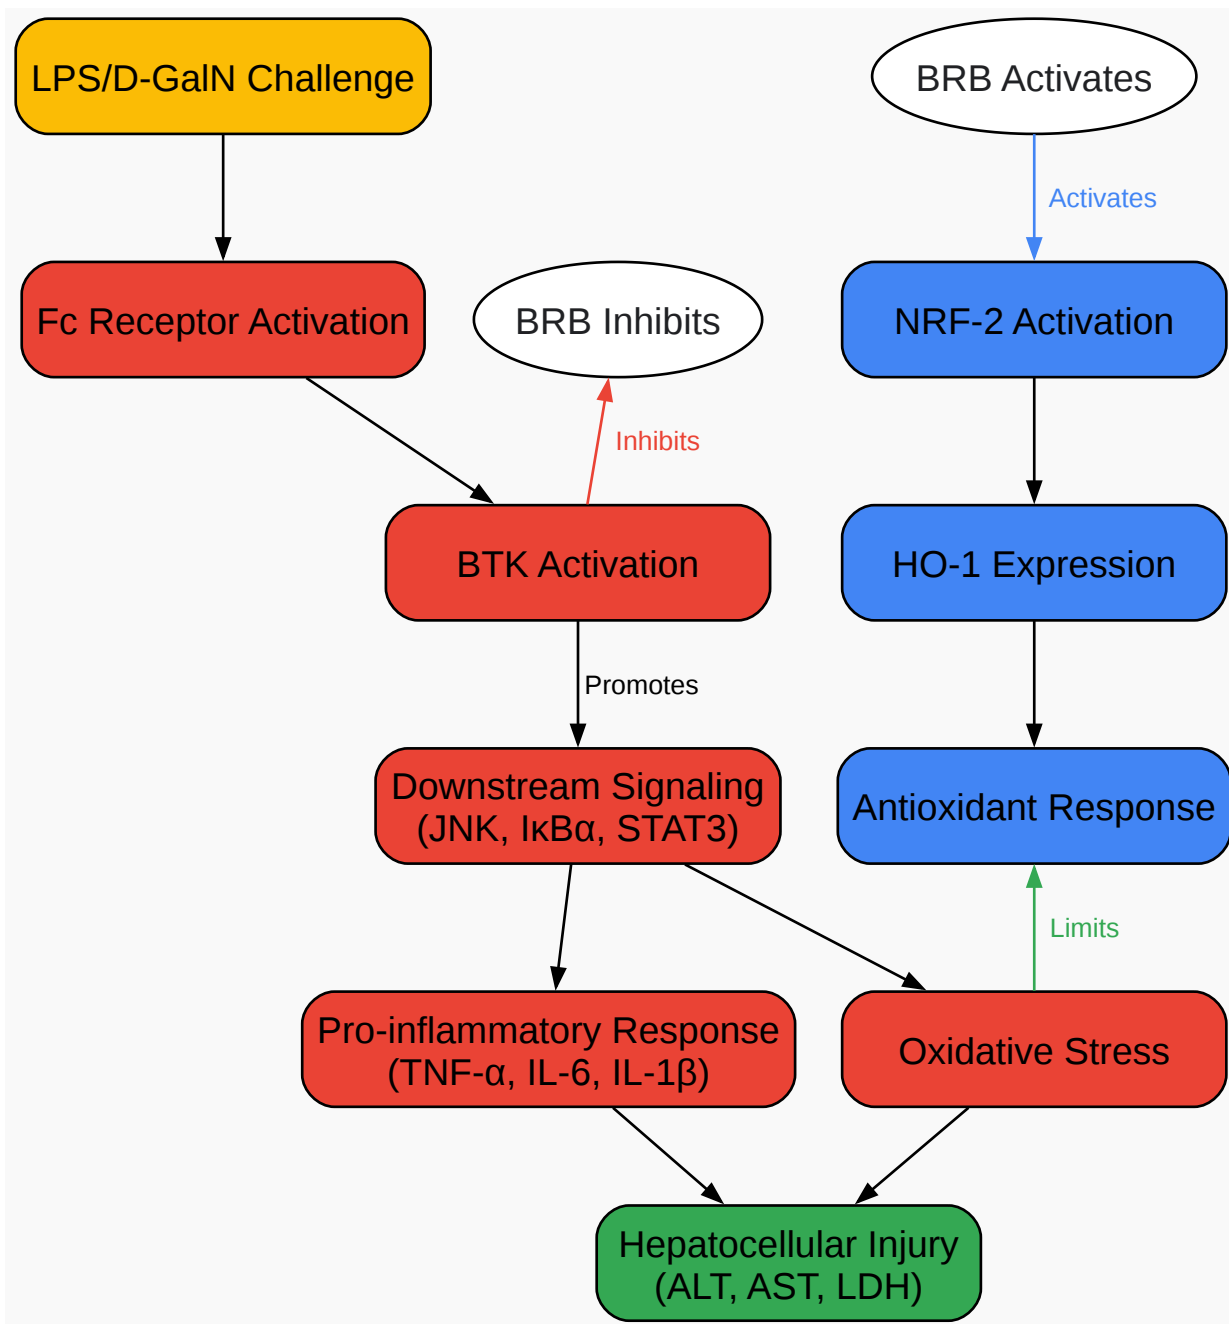 LPS/D-GalN Challenge
BRB Activates
Activates
Fc Receptor Activation
BRB Inhibits
NRF-2 Activation
Inhibits
BTK Activation
HO-1 Expression
Promotes
Downstream Signaling
(JNK, IκBα, STAT3)
Antioxidant Response
Limits
Pro-inflammatory Response
(TNF-α, IL-6, IL-1β)
Oxidative Stress
Hepatocellular Injury
(ALT, AST, LDH)